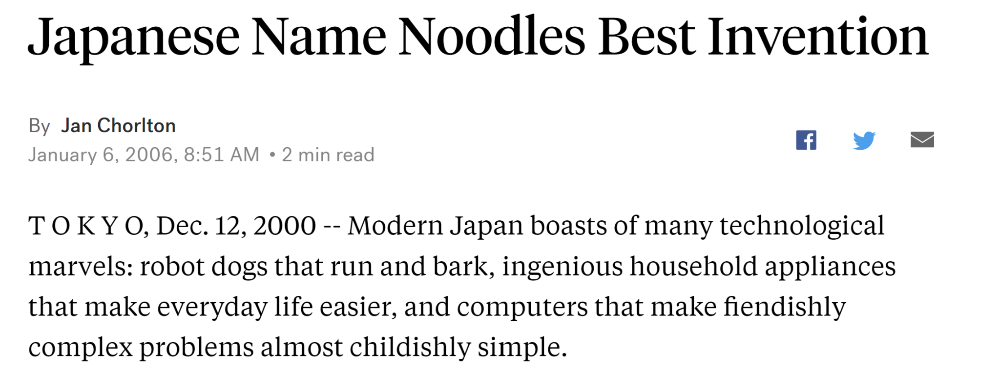 Japanese Name Noodles Best Invention
By Jan Chorlton
January 6, 2006, 8:51 AM • 2 min read
T O K Y O, Dec. 12, 2000 -- Modern Japan boasts of many technological
marvels: robot dogs that run and bark, ingenious household appliances
that make everyday life easier, and computers that make fiendishly
complex problems almost childishly simple.